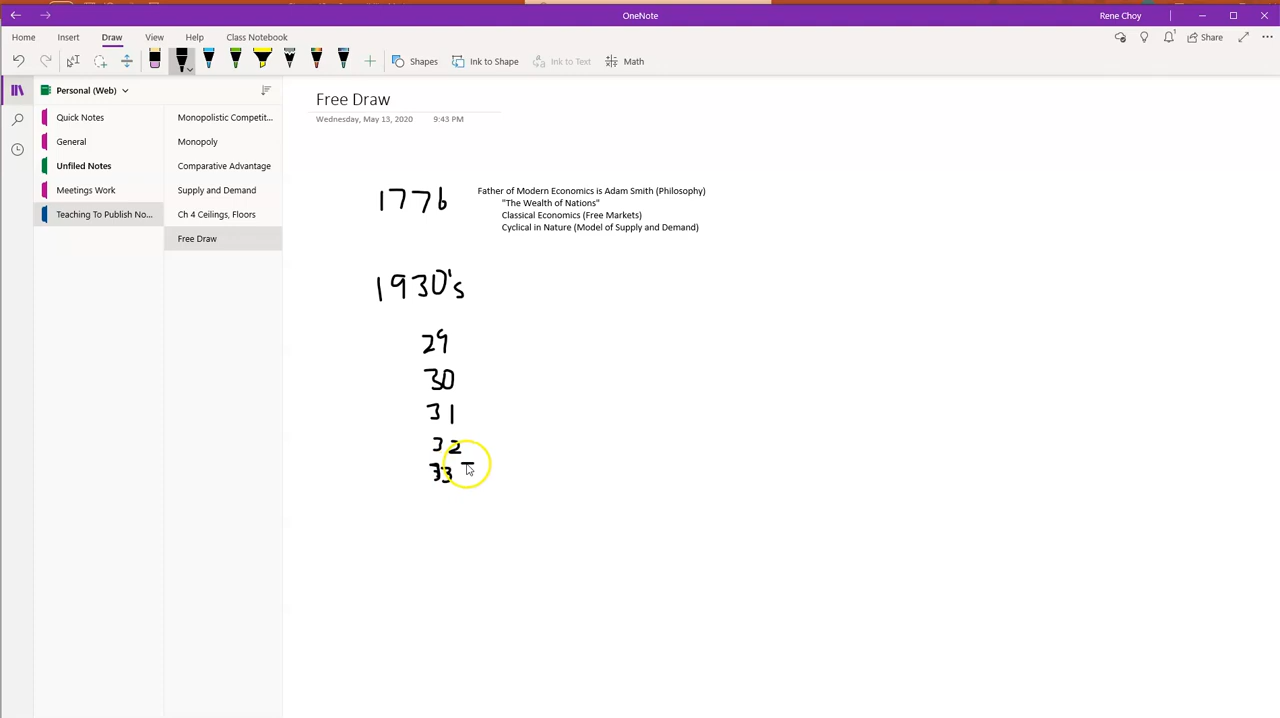 OneNote
Rene Choy
Home Insert Draw View Help Class Notebook
Share
Shapes Ink to Shape Ink to Text Math
Personal (Web)
Quick Notes
General
Unfiled Notes
Meetings Work
Teaching To Publish No...
Monopolistic Competit...
Monopoly
Comparative Advantage
Supply and Demand
Ch 4 Ceilings, Floors
Free Draw
Free Draw
Wednesday, May 13, 2020 9:43 PM
1776
Father of Modern Economics is Adam Smith (Philosophy)
"The Wealth of Nations"
Classical Economics (Free Markets)
Cyclical in Nature (Model of Supply and Demand)
1930's
29
30
31
32
33